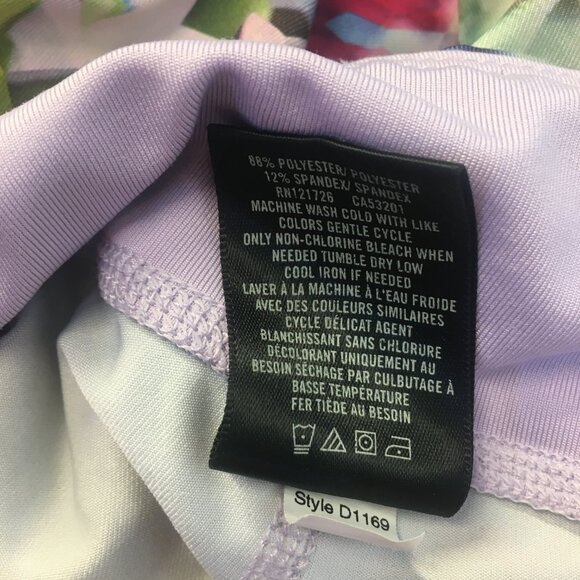 88% POLYESTER/ POLYESTER
12% SPANDEX/ SPANDEX
RN121726 CA53201
MACHINE WASH COLD WITH LIKE
COLORS GENTLE CYCLE
ONLY NON-CHLORINE BLEACH WHEN
NEEDED TUMBLE DRY LOW
COOL IRON IF NEEDED
LAVER À LA MACHINE À L'EAU FROIDE
AVEC DES COULEURS SIMILAIRES
CYCLE DÉLICAT AGENT
BLANCHISSANT SANS CHLORURE
DÉCOLORANT UNIQUEMENT AU
BESOIN SÉCHAGE PAR CULBUTAGE À
BASSE TEMPÉRATURE
FER TIÈDE AU BESOIN
Style D1169